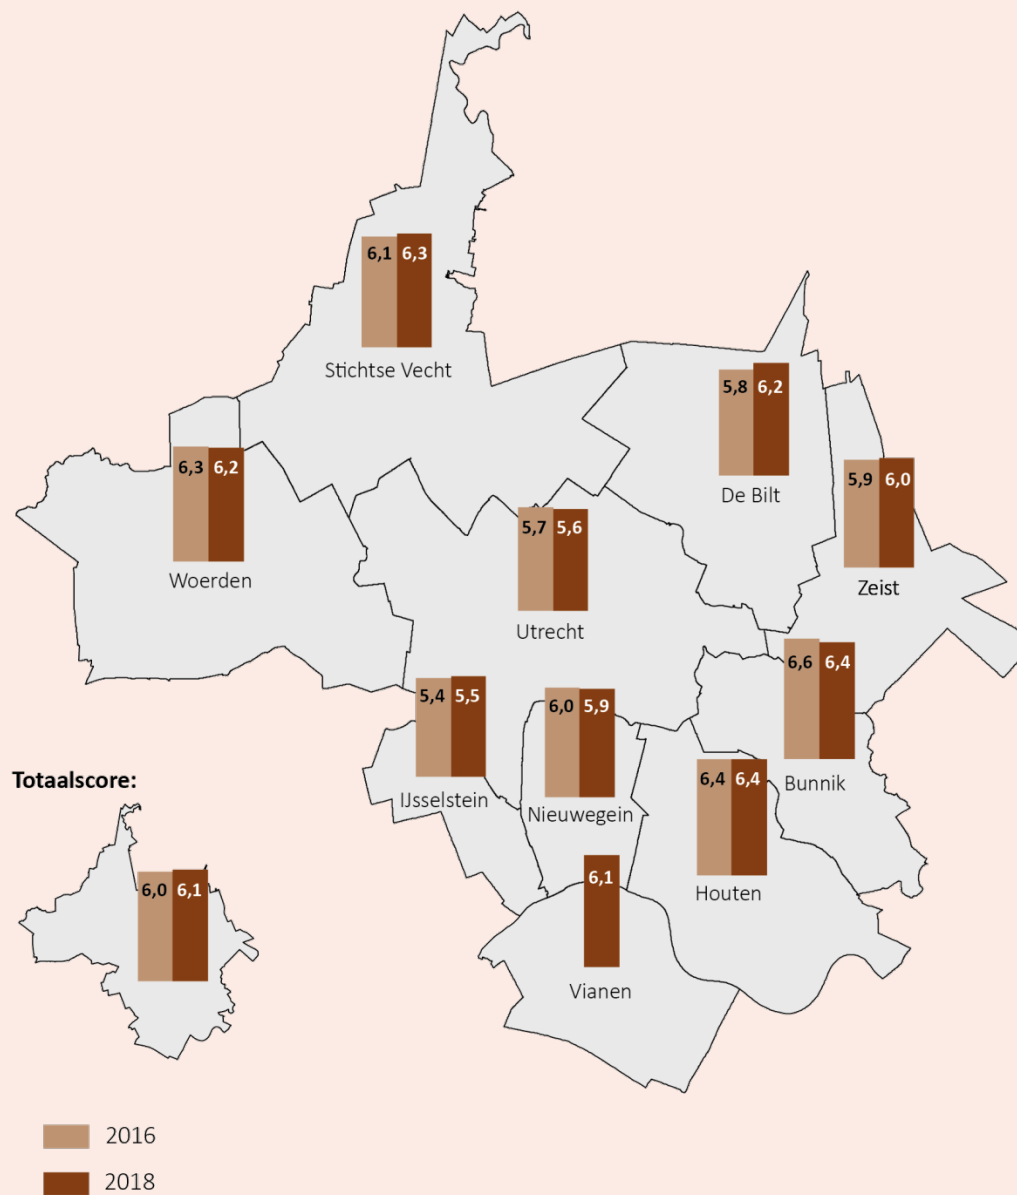 6,1 6,3
Stichtse Vecht
5,8 6,2
De Bilt
6,3 6,2
Woerden
5,9 6,0
Zeist
5,7 5,6
Utrecht
6,6 6,4
Bunnik
5,4 5,5
IJsselstein
6,0 5,9
Nieuwegein
6,4 6,4
Houten
Totaalscore:
6,0 6,1
6,1
Vianen
2016
2018